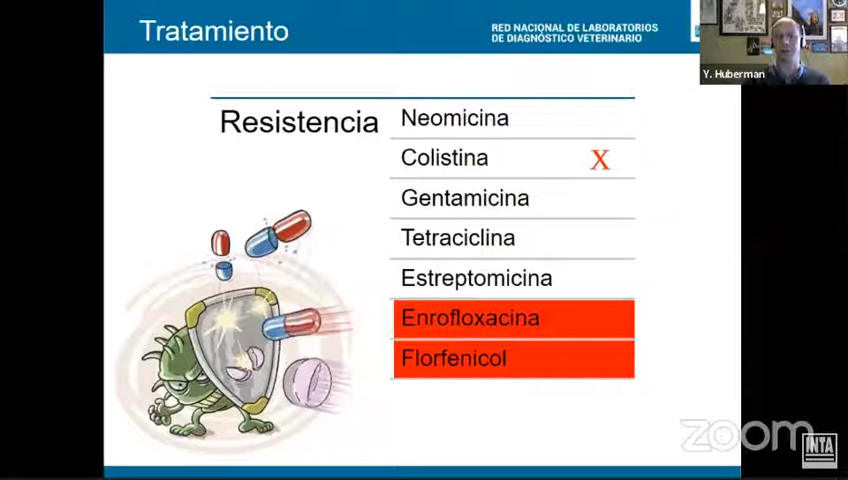 Tratamiento
RED NACIONAL DE LABORATORIOS
DE DIAGNÓSTICO VETERINARIO
Y. Huberman
Resistencia
Neomicina
Colistina X
Gentamicina
Tetraciclina
Estreptomicina
Enrofloxacina
Florfenicol
zoom
INTA